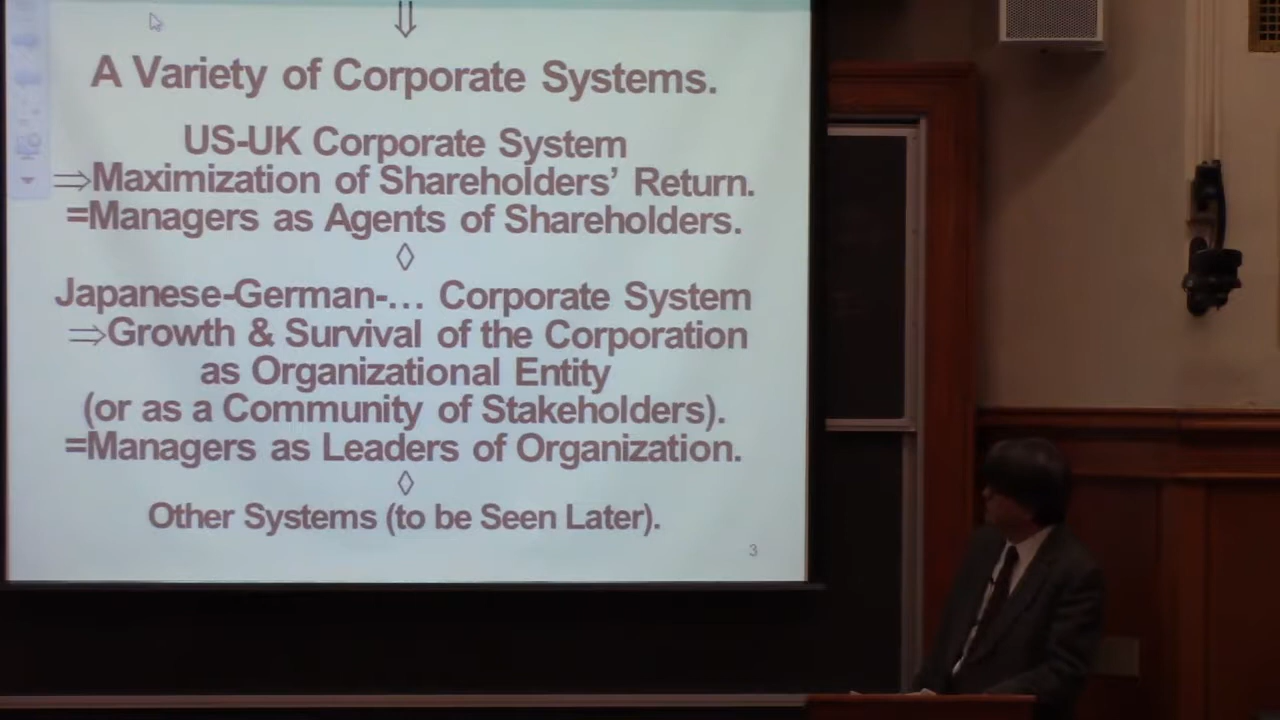 ⇓
A Variety of Corporate Systems.
US-UK Corporate System
⇒Maximization of Shareholders’ Return.
=Managers as Agents of Shareholders.
◊
Japanese-German-… Corporate System
⇒Growth & Survival of the Corporation
as Organizational Entity
(or as a Community of Stakeholders).
=Managers as Leaders of Organization.
◊
Other Systems (to be Seen Later).
3